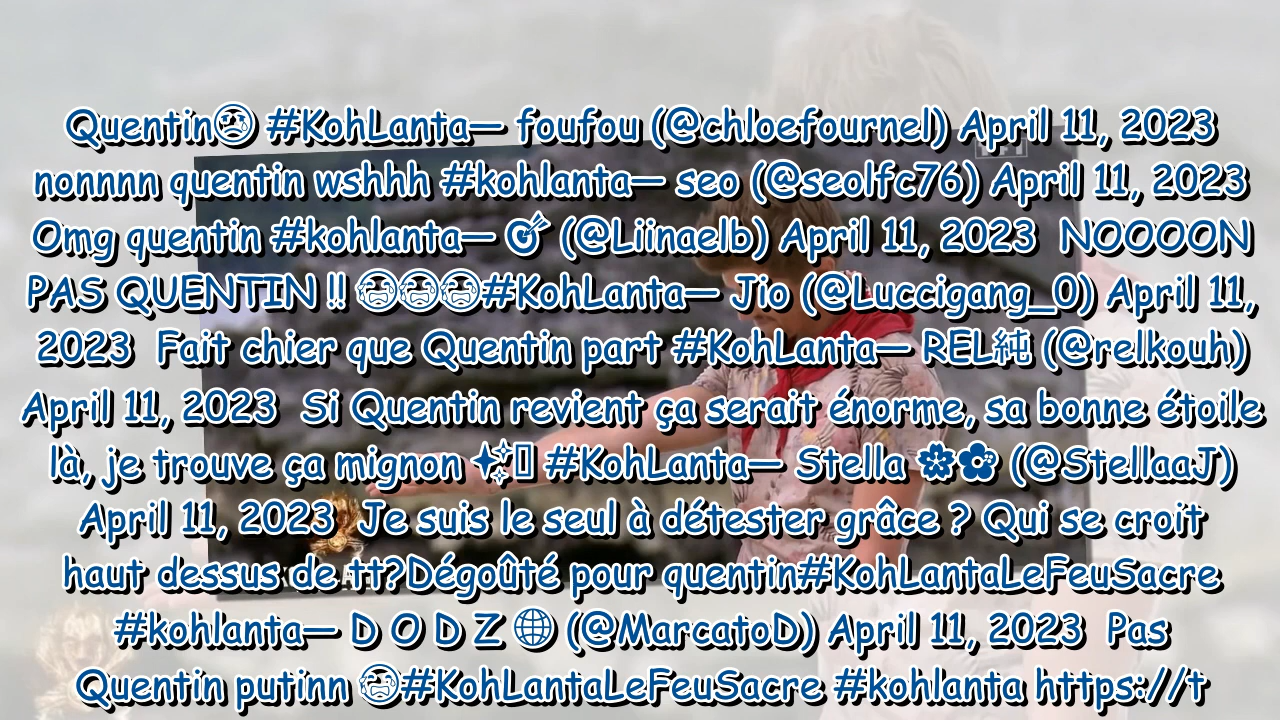 Quentin😢 #KohLanta— foufou (@chloefournel) April 11, 2023
nonnnn quentin wshhh #kohlanta— seo (@seolfc76) April 11, 2023
Omg quentin #kohlanta— 🎯 (@Liinaelb) April 11, 2023 NOOOON
PAS QUENTIN !! 😭😭😭#KohLanta— Jio (@Luccigang_0) April 11,
2023 Fait chier que Quentin part #KohLanta— REL純 (@relkouh)
April 11, 2023 Si Quentin revient ça serait énorme, sa bonne étoile
là, je trouve ça mignon ✨ #KohLanta— Stella 🌸🌼 (@StellaaJ)
April 11, 2023 Je suis le seul à détester grâce ? Qui se croit
haut dessus de tt?Dégoûté pour quentin#KohLantaLeFeuSacre
#kohlanta— D O D Z 🌐 (@MarcatoD) April 11, 2023 Pas
Quentin putinn 😭#KohLantaLeFeuSacre #kohlanta https://t